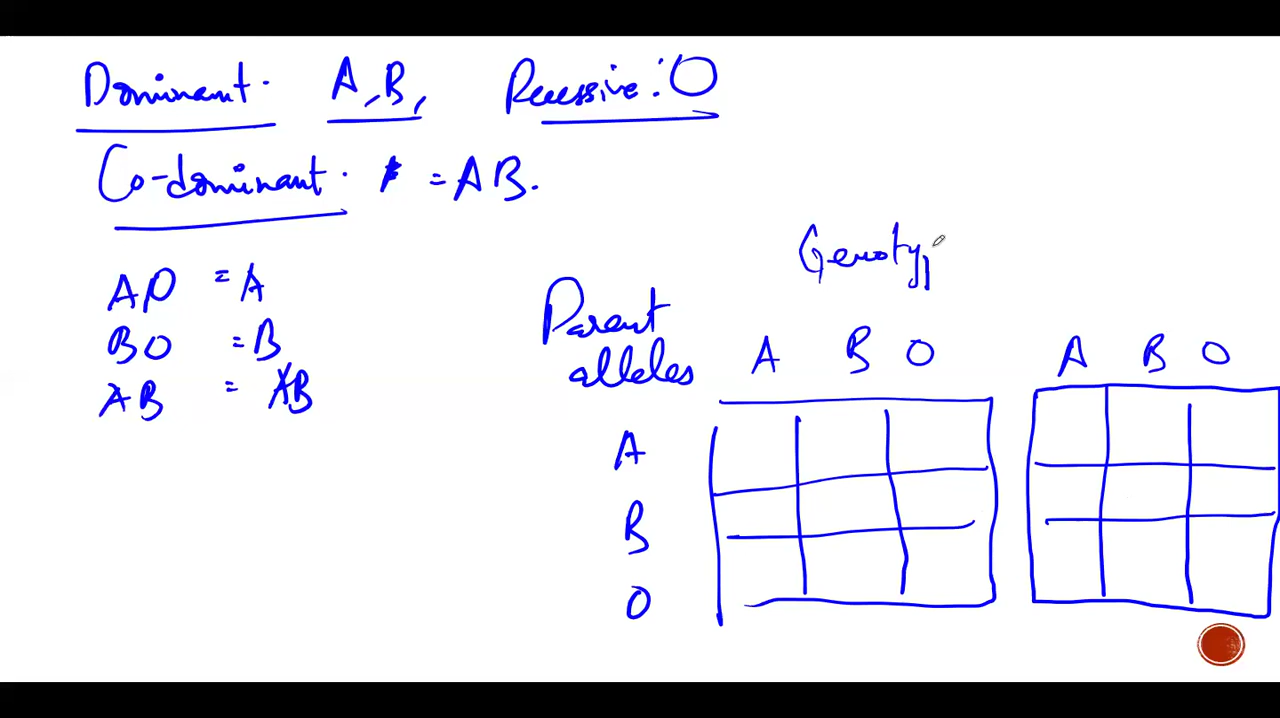 Dominant. A, B, Recessive: O
Co-dominant. = AB.
AO = A
BO = B
AB = AB
Genotyp
Parent alleles
A B O A B O
A
B
O